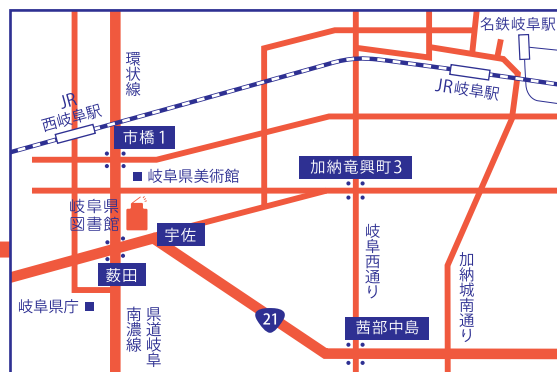 名鉄岐阜駅
環状線
JR
西岐阜駅
JR岐阜駅
市橋1
岐阜県美術館
加納竜興町3
岐阜県
図書館
宇佐
岐阜西通り
加納城南通り
薮田
岐阜県庁
県道岐阜
南濃線
21
茜部中島